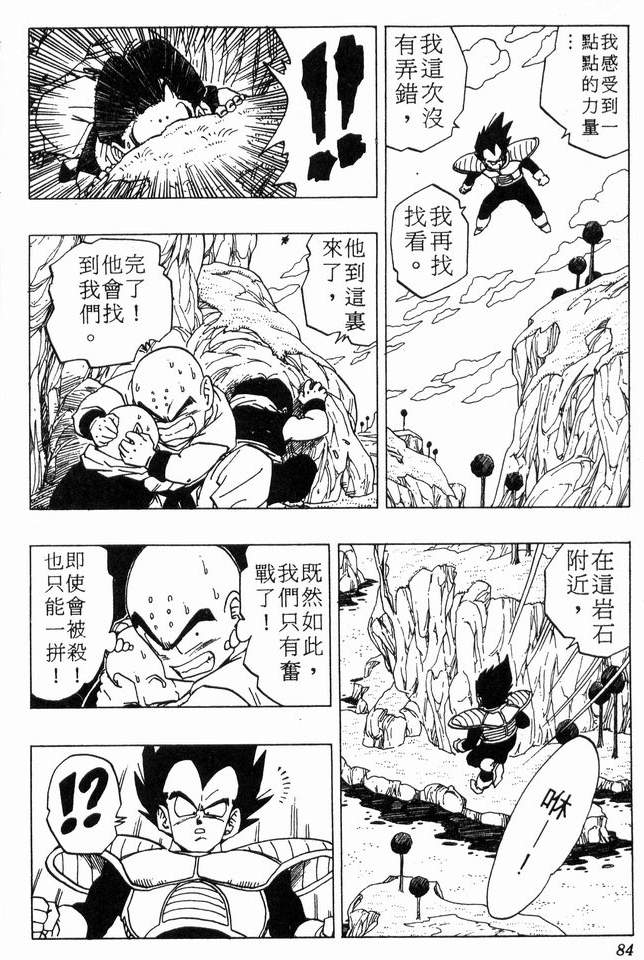 我感受到一
點點的力量
…
我這次沒
有弄錯，
我再找
找看。
!!
他到這裏
來了，
完了！
他會找
到我們。
在這岩石
附近，
咻—！
既然如此，
我們只有奮
戰了！
即使會被殺！
也只能一拼！
!?
84